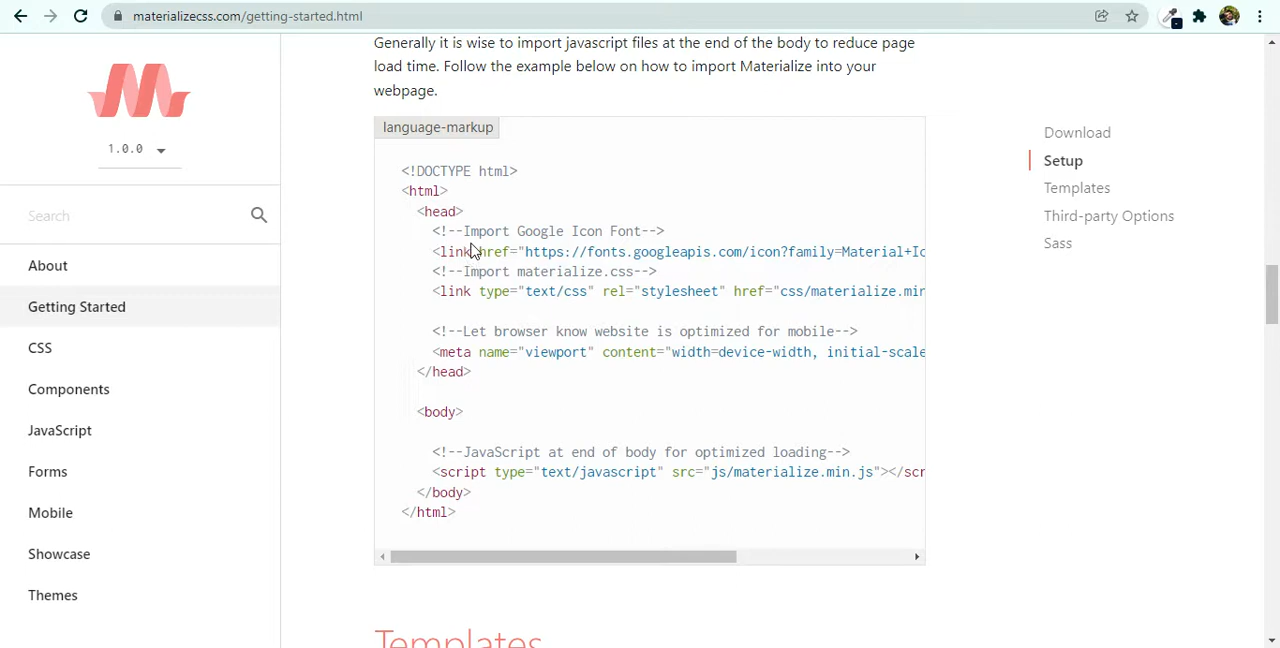 materializecss.com/getting-started.html
1.0.0
Search
About
Getting Started
CSS
Components
JavaScript
Forms
Mobile
Showcase
Themes
Generally it is wise to import javascript files at the end of the body to reduce page
load time. Follow the example below on how to import Materialize into your
webpage.
language-markup
<!DOCTYPE html>
<html>
<head>
<!--Import Google Icon Font-->
<link href="https://fonts.googleapis.com/icon?family=Material+Ic
<!--Import materialize.css-->
<link type="text/css" rel="stylesheet" href="css/materialize.min
<!--Let browser know website is optimized for mobile-->
<meta name="viewport" content="width=device-width, initial-scale
</head>
<body>
<!--JavaScript at end of body for optimized loading-->
<script type="text/javascript" src="js/materialize.min.js"></scr
</body>
</html>
Templates
Download
Setup
Templates
Third-party Options
Sass